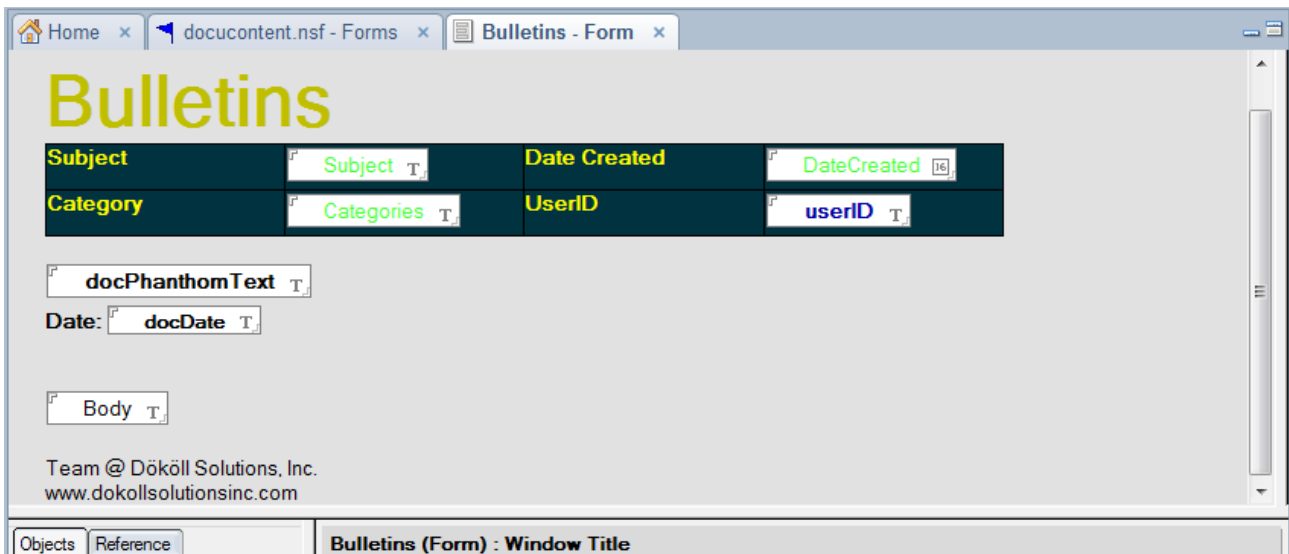 Home × docucontent.nsf - Forms × Bulletins - Form ×
Bulletins
Subject Subject T Date Created DateCreated 16
Category Categories T UserID userID T
docPhanthomText T
Date: docDate T
Body T
Team @ Dököll Solutions, Inc.
www.dokollsolutionsinc.com
Objects Reference Bulletins (Form) : Window Title